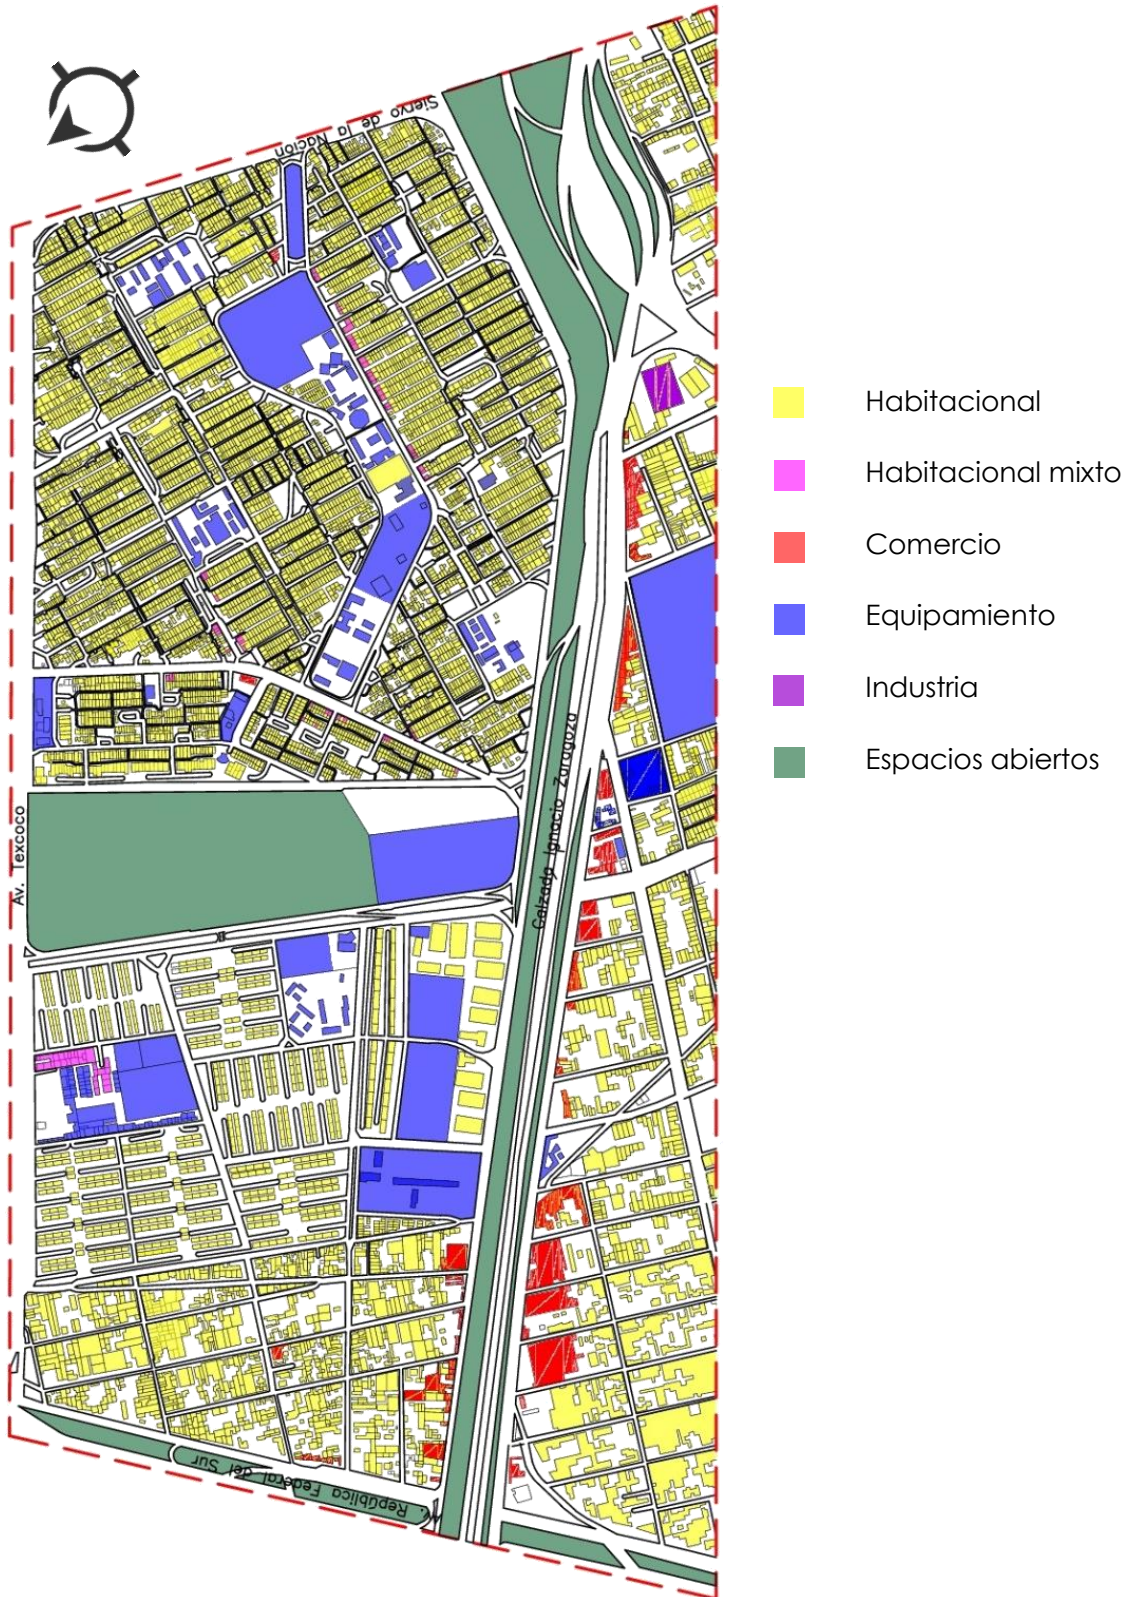 Siervo de la Nación
Habitacional
Habitacional mixto
Comercio
Equipamiento
Industria
Espacios abiertos
Calzada Ignacio Zaragoza
Av. Texcoco
Av. República Federal del Sur